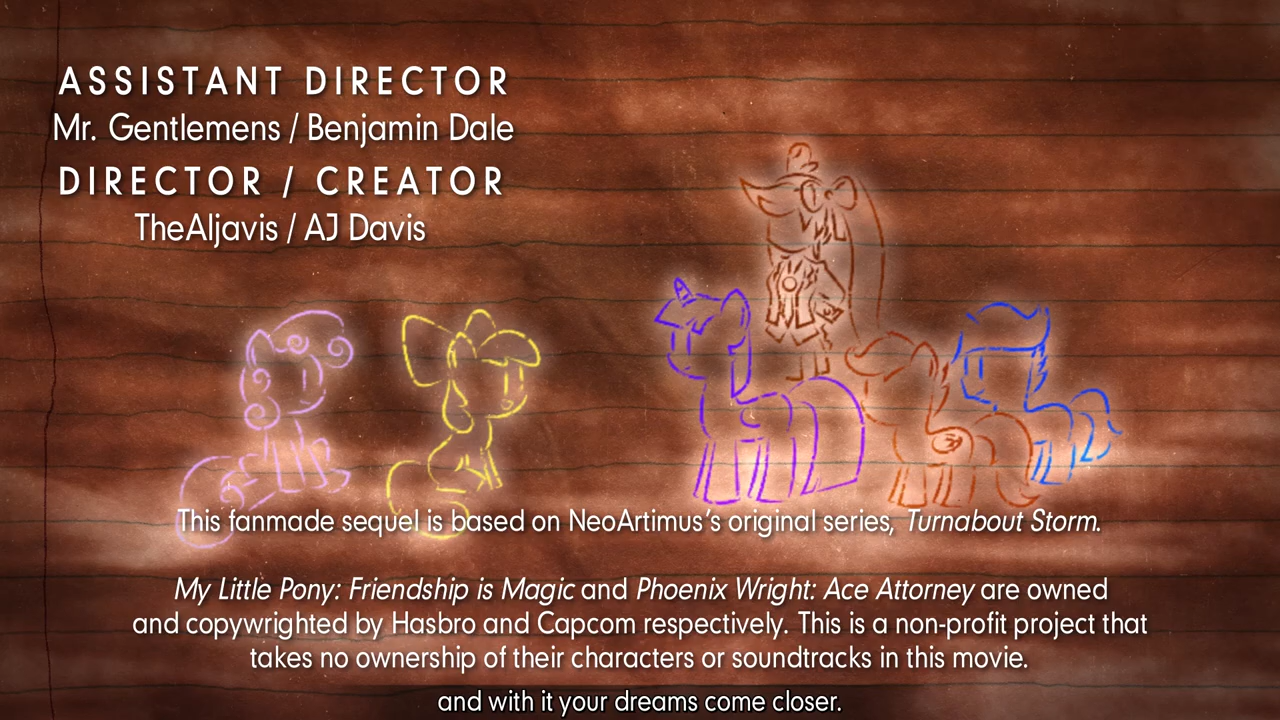 ASSISTANT DIRECTOR
Mr. Gentlemens / Benjamin Dale
DIRECTOR / CREATOR
TheAljavis / AJ Davis
This fanmade sequel is based on NeoArtimus's original series, Turnabout Storm.
My Little Pony: Friendship is Magic and Phoenix Wright: Ace Attorney are owned
and copywrighted by Hasbro and Capcom respectively. This is a non-profit project that
takes no ownership of their characters or soundtracks in this movie.
and with it your dreams come closer.